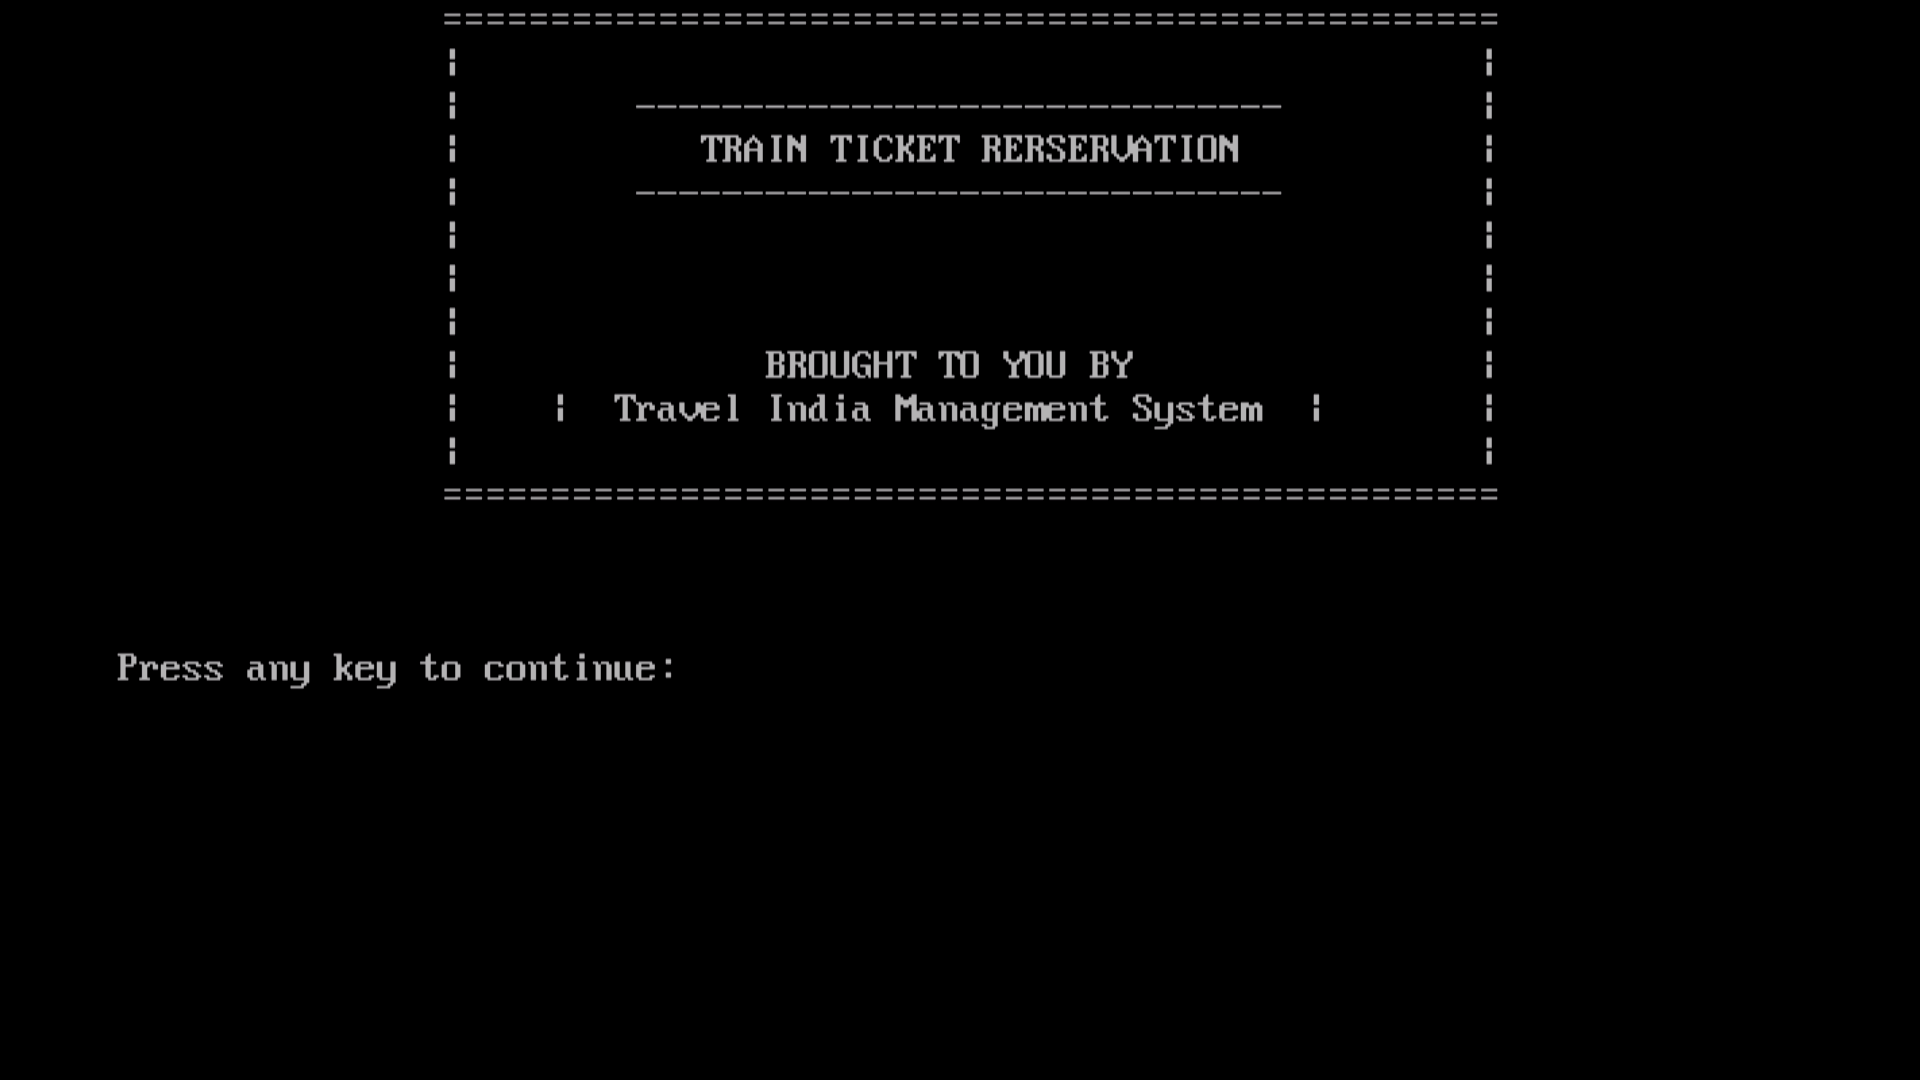 =================================================
TRAIN TICKET RERSERVATION
------------------------------
BROUGHT TO YOU BY
| Travel India Management System |
=================================================
Press any key to continue: